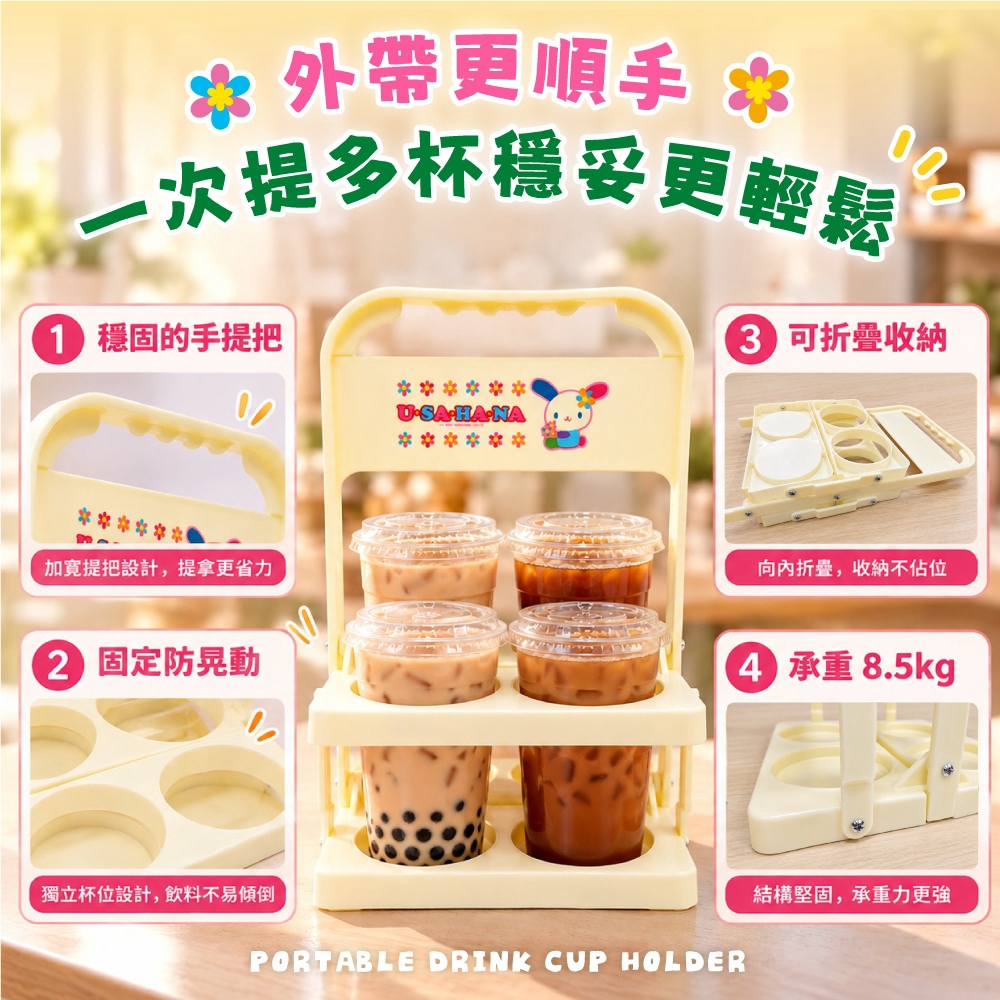 外帶更順手
一次提多杯穩妥更輕鬆
1 穩固的手提把
加寬提把設計，提拿更省力
2 固定防晃動
獨立杯位設計，飲料不易傾倒
U·SA·HA·NA
3 可折疊收納
向內折疊，收納不佔位
4 承重 8.5kg
結構堅固，承重力更強
PORTABLE DRINK CUP HOLDER